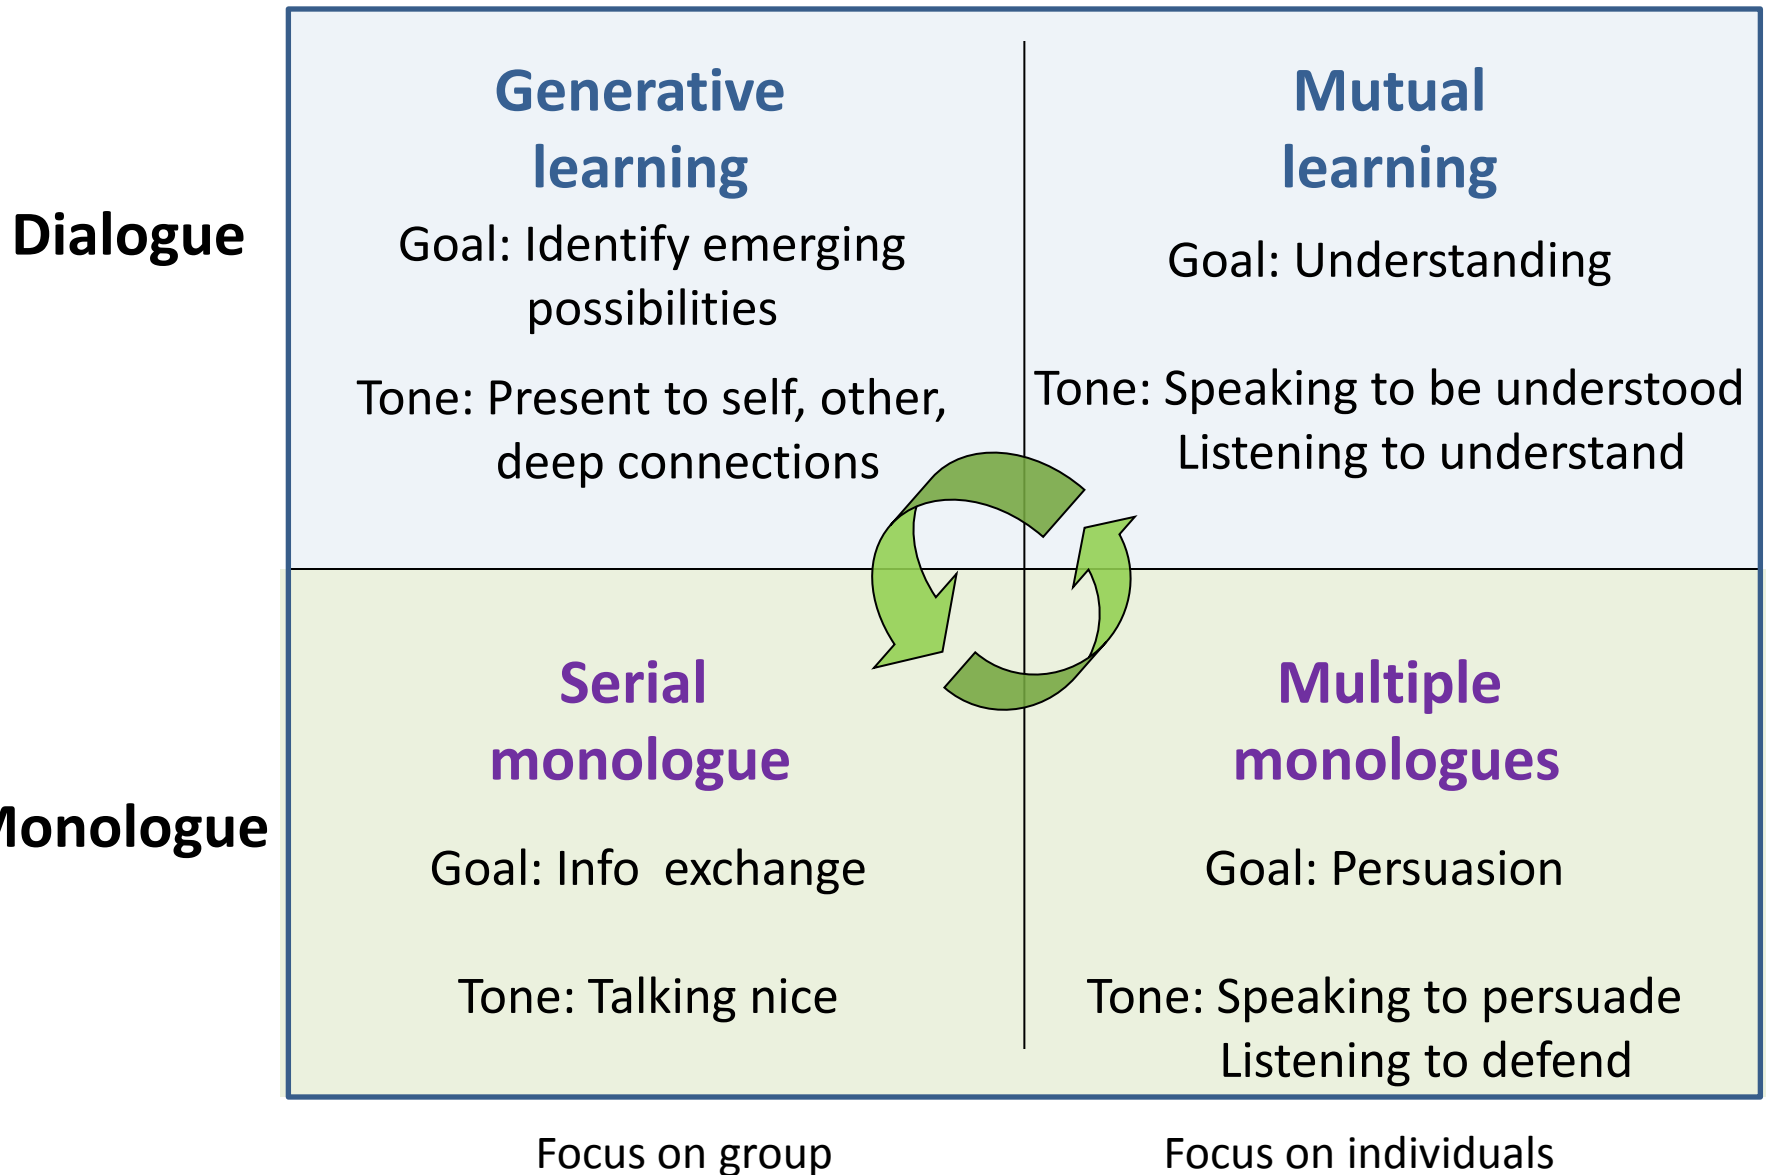 Dialogue
Generative
learning
Goal: Identify emerging
possibilities
Tone: Present to self, other,
deep connections
Mutual
learning
Goal: Understanding
Tone: Speaking to be understood
Listening to understand
Monologue
Serial
monologue
Goal: Info  exchange
Tone: Talking nice
Multiple
monologues
Goal: Persuasion
Tone: Speaking to persuade
Listening to defend
Focus on group
Focus on individuals